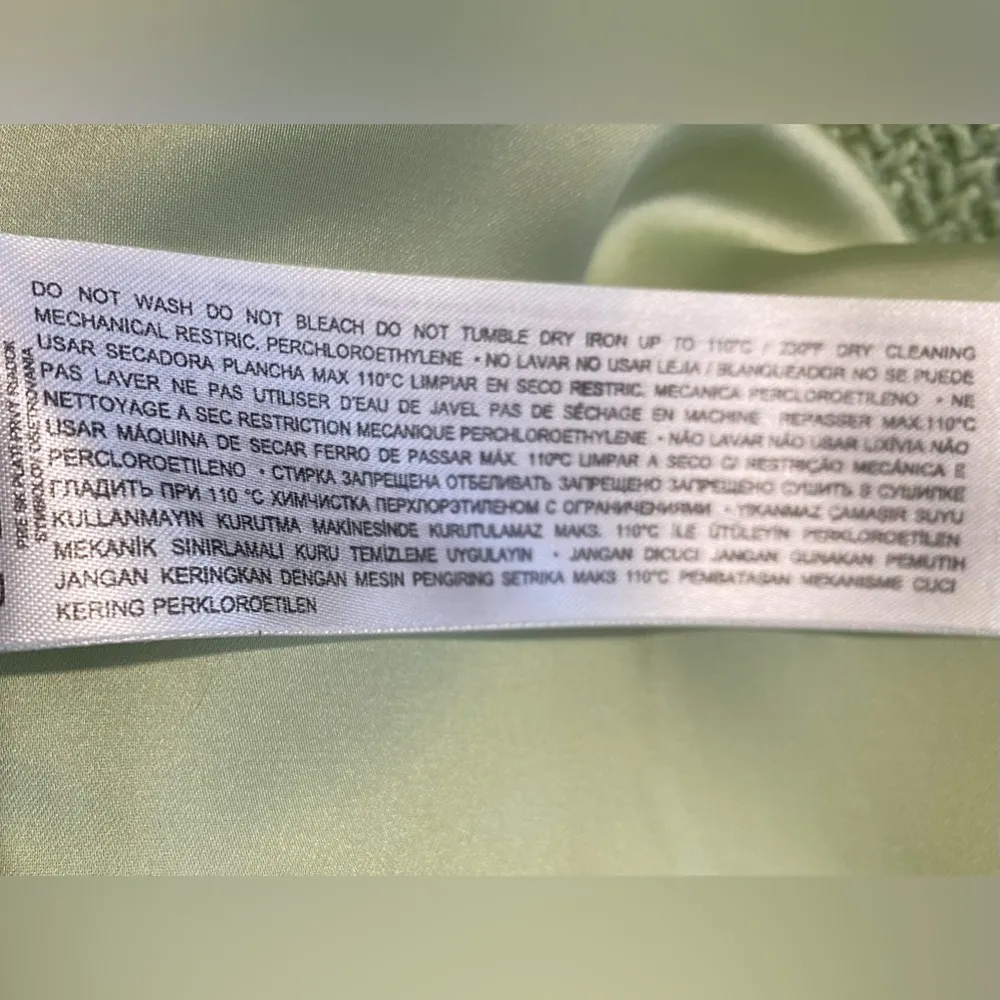 DO NOT WASH DO NOT BLEACH DO NOT TUMBLE DRY IRON UP TO 110°C / 230°F DRY CLEANING
MECHANICAL RESTRIC. PERCHLOROETHYLENE • NO LAVAR NO USAR LEJIA / BLANQUEADOR NO SE PUEDE
USAR SECADORA PLANCHA MAX 110°C LIMPIAR EN SECO RESTRIC. MECANICA PERCLOROETILENO • NE
PAS LAVER NE PAS UTILISER D'EAU DE JAVEL PAS DE SÉCHAGE EN MACHINE REPASSER MAX.110°C
NETTOYAGE A SEC RESTRICTION MECANIQUE PERCHLOROETHYLENE • NÃO LAVAR NÃO USAR LIXÍVIA NÃO
USAR MÁQUINA DE SECAR FERRO DE PASSAR MÁX. 110°C LIMPAR A SECO C/ RESTRIÇÃO MECÂNICA E
PERCLOROETILENO • СТИРКА ЗАПРЕЩЕНА ОТБЕЛИВАТЬ ЗАПРЕЩЕНО ЗАПРЕЩЕНО СУШИТЬ В СУШИЛКЕ
ГЛАДИТЬ ПРИ 110 °C ХИМЧИСТКА ПЕРХЛОРЭТИЛЕНОМ С ОГРАНИЧЕНИЯМИ • YIKANMAZ ÇAMAŞIR SUYU
KULLANMAYIN KURUTMA MAKİNESİNDE KURUTULAMAZ MAKS. 110°C İLE ÜTÜLEYİN PERKLOROETİLEN
MEKANİK SINIRLAMALI KURU TEMİZLEME UYGULAYIN • JANGAN DICUCI JANGAN GUNAKAN PEMUTIH
JANGAN KERINGKAN DENGAN MESIN PENGIRING SETRIKA MAKS 110°C PEMBATASAN MEKANISME CUCI
KERING PERKLOROETILEN